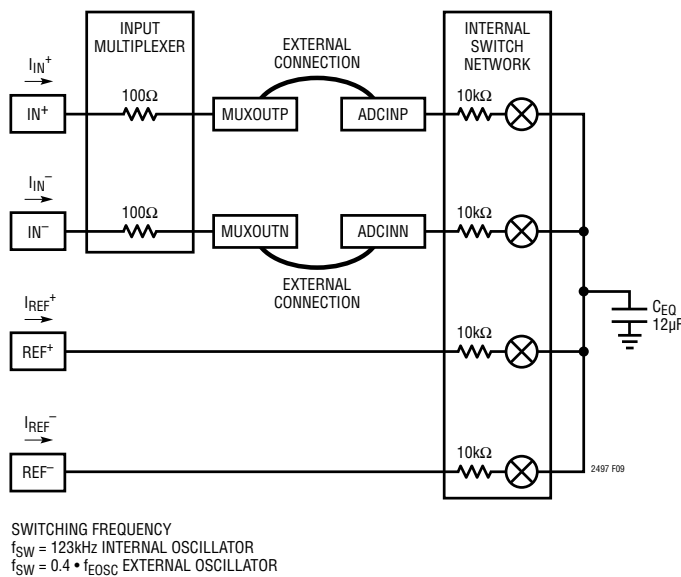 INPUT
MULTIPLEXER
EXTERNAL
CONNECTION
INTERNAL
SWITCH
NETWORK
IIN+
100Ω
10kΩ
IN+
MUXOUTP
ADCINP
IIN–
100Ω
10kΩ
IN–
MUXOUTN
ADCINN
EXTERNAL
CONNECTION
IREF+
10kΩ
REF+
CEQ
12µF
IREF–
10kΩ
REF–
2497 F09
SWITCHING FREQUENCY
fSW = 123kHz INTERNAL OSCILLATOR
fSW = 0.4 • fEOSC EXTERNAL OSCILLATOR